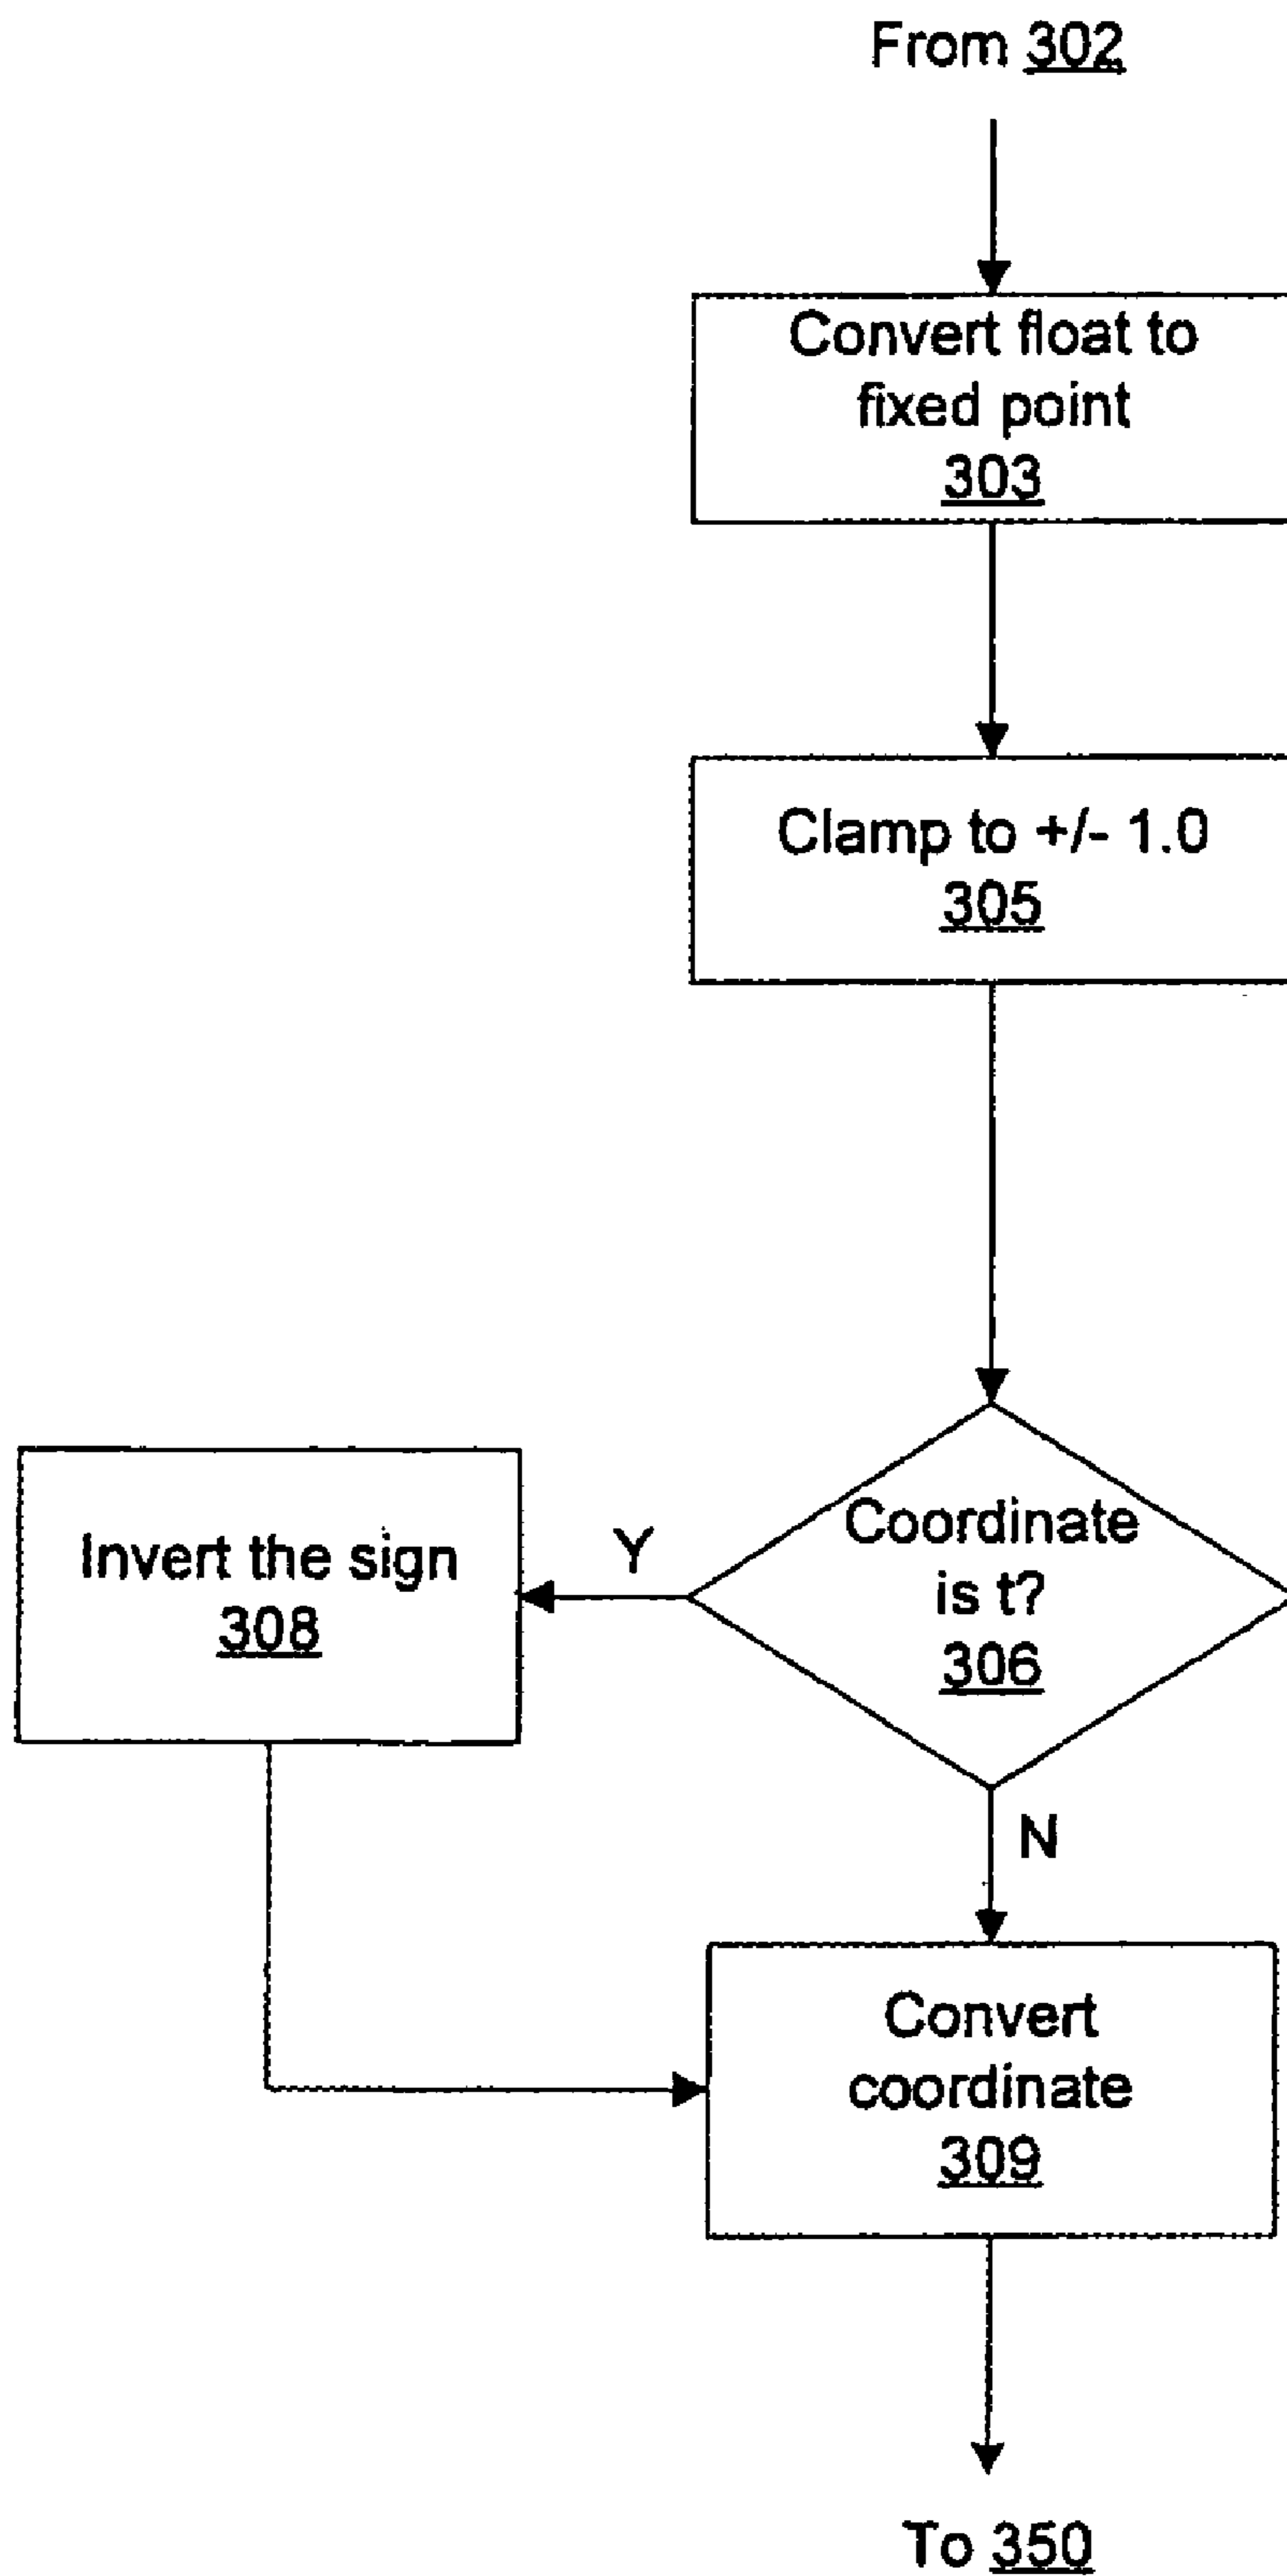 From 302
Convert float to
fixed point
303
Clamp to +/- 1.0
305
Coordinate
is t?
306
Y
Invert the sign
308
N
Convert
coordinate
309
To 350